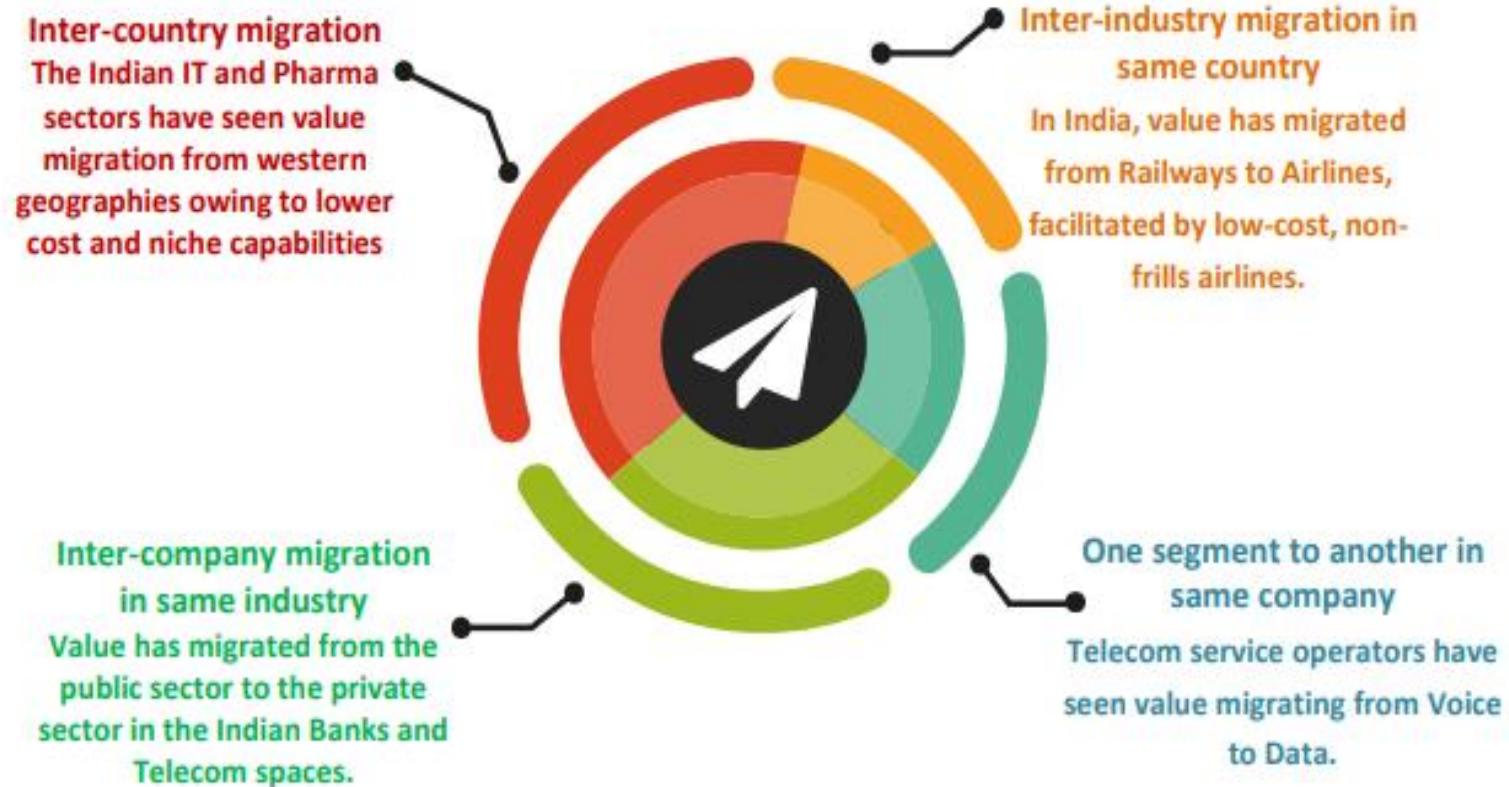 Inter-country migration
The Indian IT and Pharma
sectors have seen value
migration from western
geographies owing to lower
cost and niche capabilities
Inter-industry migration in
same country
In India, value has migrated
from Railways to Airlines,
facilitated by low-cost, non-
frills airlines.
Inter-company migration
in same industry
Value has migrated from the
public sector to the private
sector in the Indian Banks and
Telecom spaces.
One segment to another in
same company
Telecom service operators have
seen value migrating from Voice
to Data.